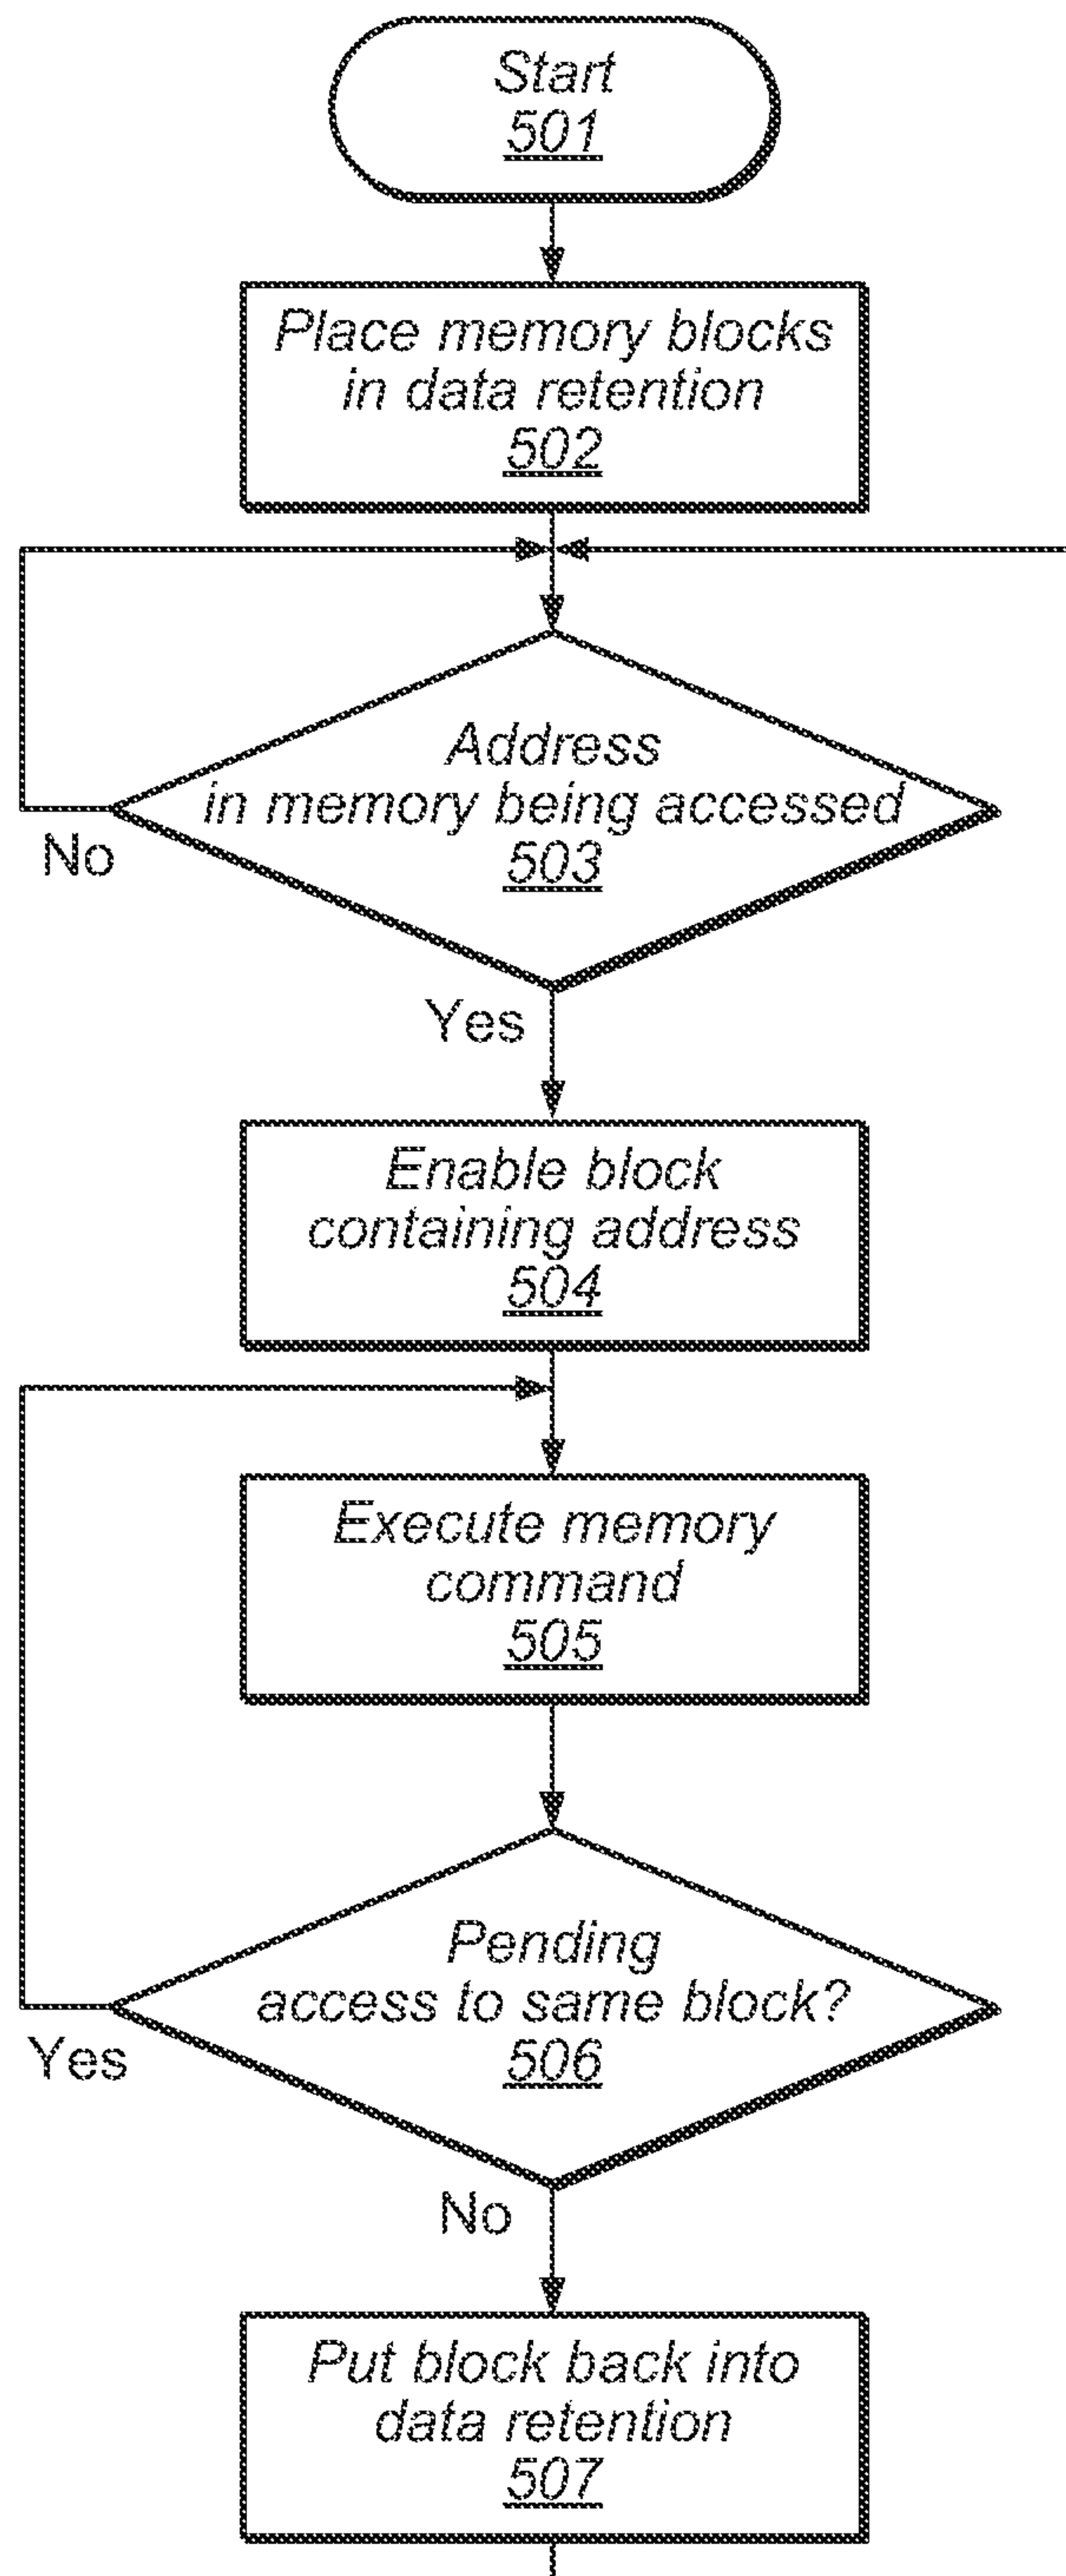 Start
501
Place memory blocks
in data retention
502
Address
in memory being accessed
503
No
Yes
Enable block
containing address
504
Execute memory
command
505
Pending
access to same block?
506
Yes
No
Put block back into
data retention
507